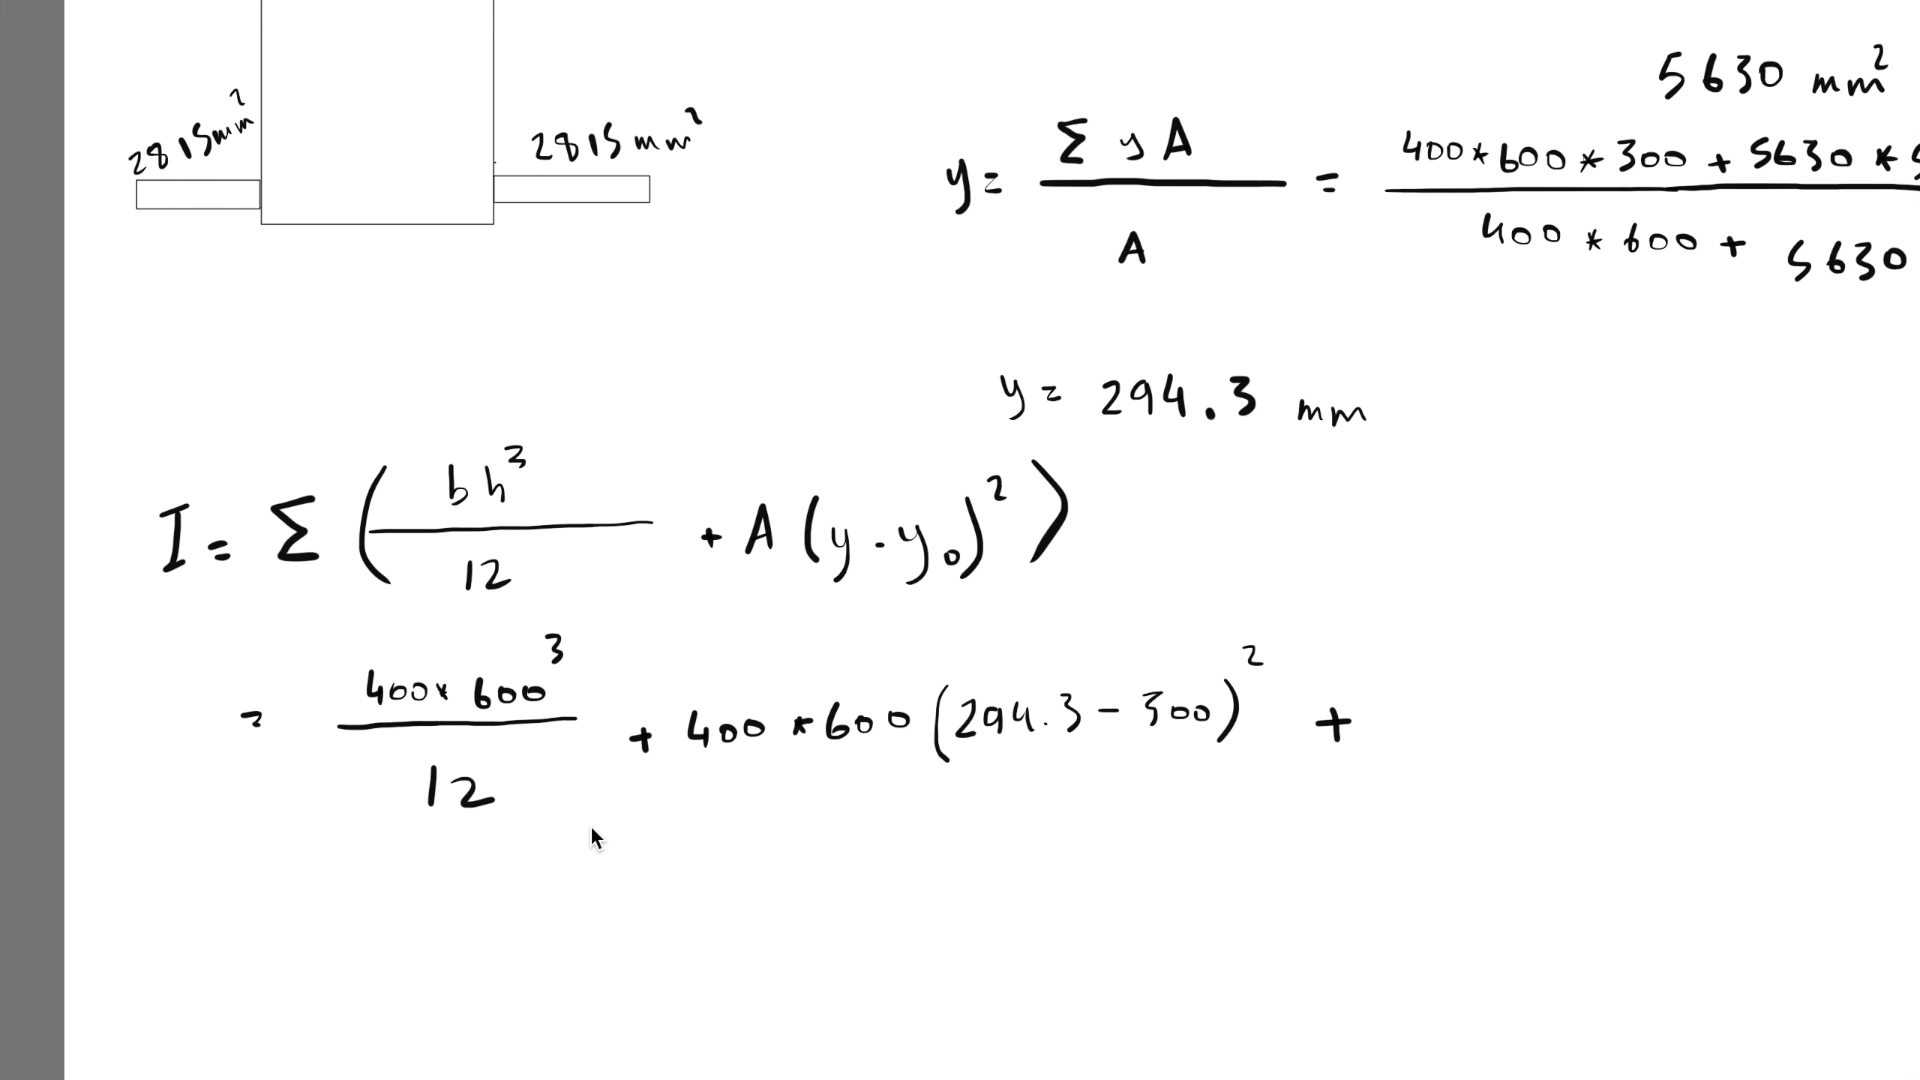 5630 mm²
2815mm²
2815 mm²
y = Σ y A / A = 400*600*300 + 5630 * / 400 * 600 + 5630
y = 294.3 mm
I = Σ ( bh³ / 12 + A (y - y₀)² )
= 400* 600³ / 12 + 400 *600 (294.3 - 300)² +